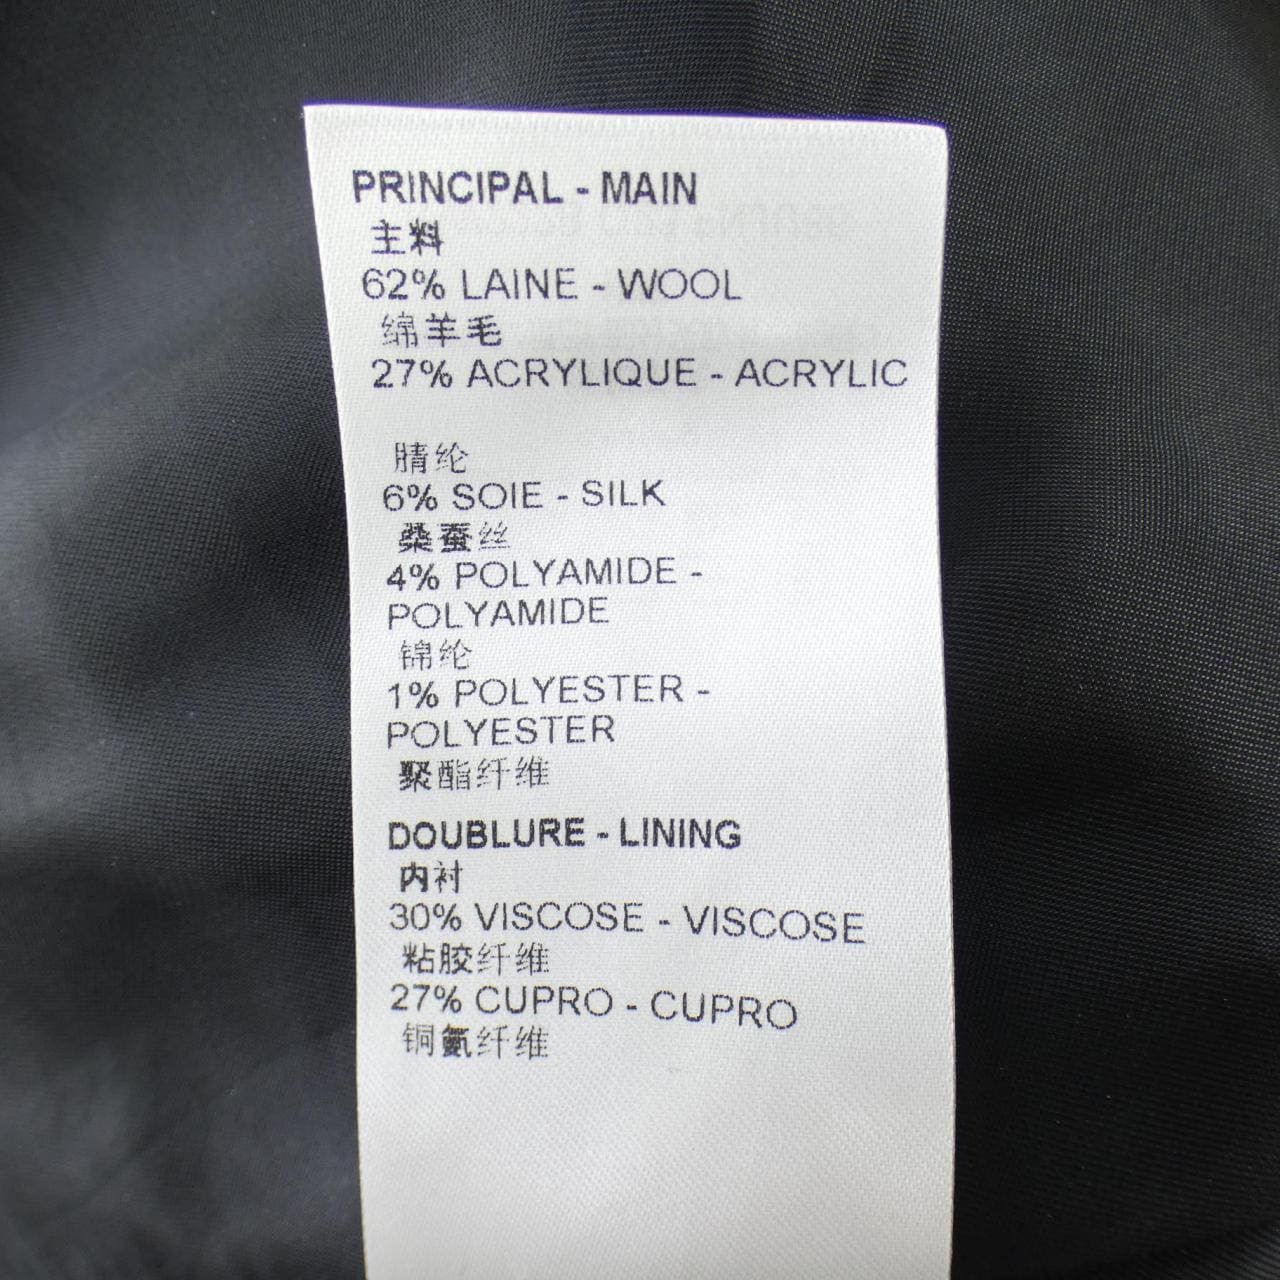 PRINCIPAL - MAIN
主料
62% LAINE - WOOL
绵羊毛
27% ACRYLIQUE - ACRYLIC
腈纶
6% SOIE - SILK
桑蚕丝
4% POLYAMIDE -
POLYAMIDE
锦纶
1% POLYESTER -
POLYESTER
聚酯纤维
DOUBLURE - LINING
内衬
30% VISCOSE - VISCOSE
粘胶纤维
27% CUPRO - CUPRO
铜氨纤维